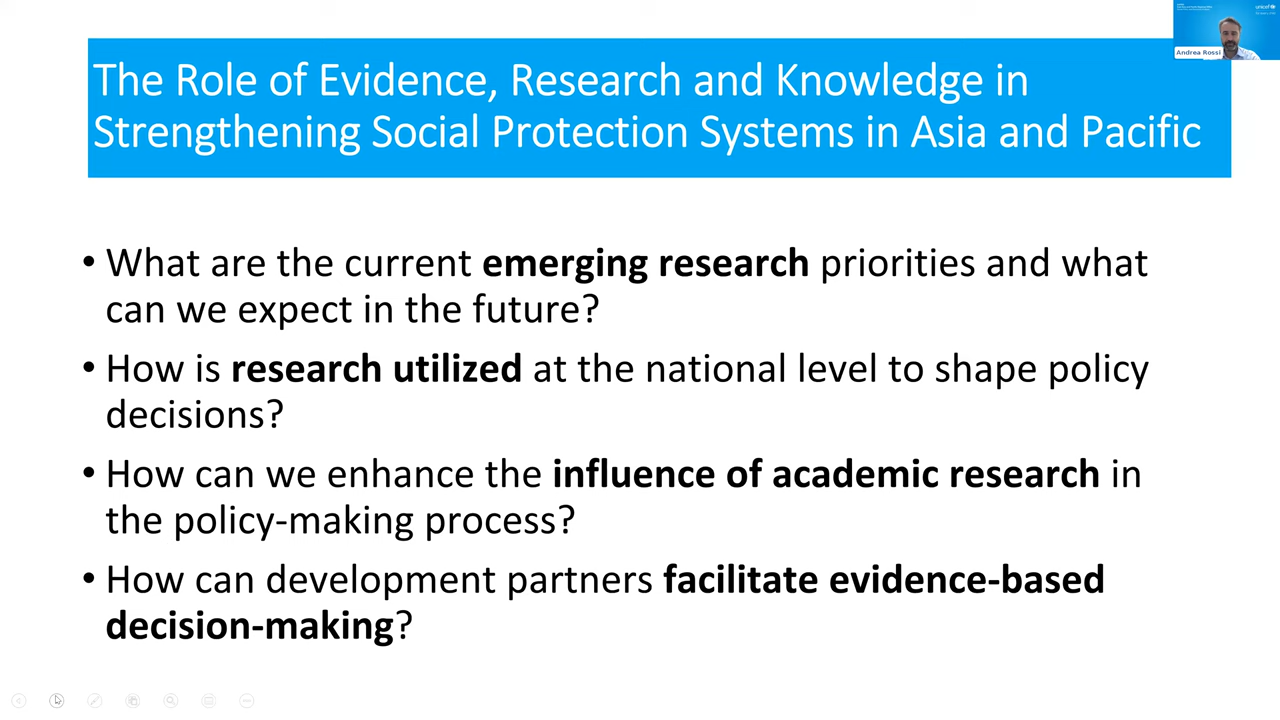 unicef
Andrea Rossi
The Role of Evidence, Research and Knowledge in
Strengthening Social Protection Systems in Asia and Pacific
• What are the current emerging research priorities and what
can we expect in the future?
• How is research utilized at the national level to shape policy
decisions?
• How can we enhance the influence of academic research in
the policy-making process?
• How can development partners facilitate evidence-based
decision-making?